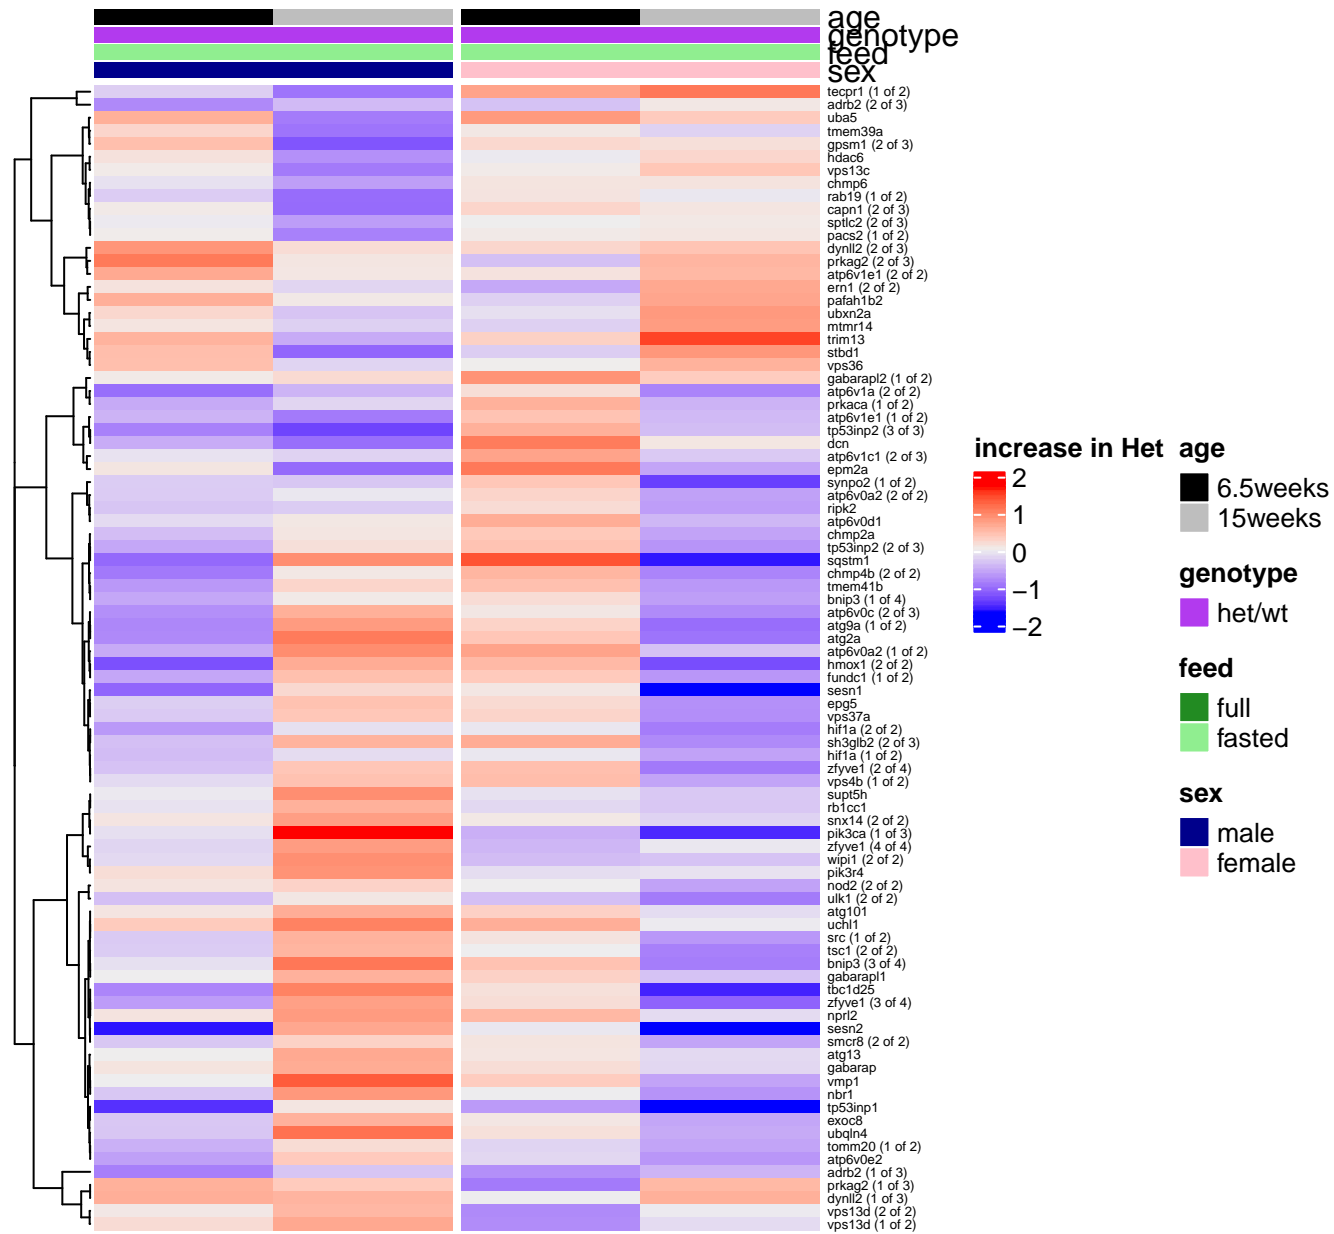 age
genotype
feed
sex
tecpr1 (1 of 2)
adrb2 (2 of 3)
uba5
tmem39a
gpsm1 (2 of 3)
hdac6
vps13c
chmp6
rab19 (1 of 2)
capn1 (2 of 3)
sptlc2 (2 of 3)
pacs2 (1 of 2)
dynll2 (2 of 3)
prkag2 (2 of 3)
atp6v1e1 (2 of 2)
ern1 (2 of 2)
pafah1b2
ubxn2a
mtmr14
trim13
stbd1
vps36
gabarapl2 (1 of 2)
atp6v1a (2 of 2)
prkaca (1 of 2)
atp6v1e1 (1 of 2)
tp53inp2 (3 of 3)
dcn
atp6v1c1 (2 of 3)
epm2a
synpo2 (1 of 2)
atp6v0a2 (2 of 2)
ripk2
atp6v0d1
chmp2a
tp53inp2 (2 of 3)
sqstm1
chmp4b (2 of 2)
tmem41b
bnip3 (1 of 4)
atp6v0c (2 of 3)
atg9a (1 of 2)
atg2a
atp6v0a2 (1 of 2)
hmox1 (2 of 2)
fundc1 (1 of 2)
sesn1
epg5
vps37a
hif1a (2 of 2)
sh3glb2 (2 of 3)
hif1a (1 of 2)
zfyve1 (2 of 4)
vps4b (1 of 2)
supt5h
rb1cc1
snx14 (2 of 2)
pik3ca (1 of 3)
zfyve1 (4 of 4)
wipi1 (2 of 2)
pik3r4
nod2 (2 of 2)
ulk1 (2 of 2)
atg101
uchl1
src (1 of 2)
tsc1 (2 of 2)
bnip3 (3 of 4)
gabarapl1
tbc1d25
zfyve1 (3 of 4)
nprl2
sesn2
smcr8 (2 of 2)
atg13
gabarap
vmp1
nbr1
tp53inp1
exoc8
ubqln4
tomm20 (1 of 2)
atp6v0e2
adrb2 (1 of 3)
prkag2 (1 of 3)
dynll2 (1 of 3)
vps13d (2 of 2)
vps13d (1 of 2)
increase in Het
2
1
0
−1
−2
age
6.5weeks
15weeks
genotype
het/wt
feed
full
fasted
sex
male
female